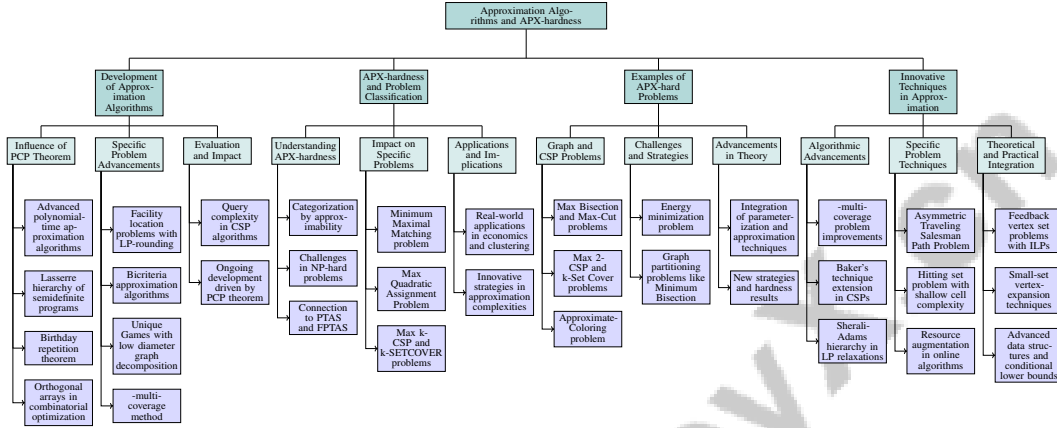 Approximation Algo-
rithms and APX-hardness
Development
of Approx-
imation
Algorithms
APX-hardness
and Problem
Classification
Examples of
APX-hard
Problems
Innovative
Techniques
in Approx-
imation
Influence of
PCP Theorem
Specific
Problem
Advancements
Evaluation
and Impact
Understanding
APX-hardness
Impact on
Specific
Problems
Applications
and Im-
plications
Graph and
CSP Problems
Challenges
and Strategies
Advancements
in Theory
Algorithmic
Advancements
Specific
Problem
Techniques
Theoretical
and Practical
Integration
Advanced
polynomial-
time approx-
imation
algorithms
Lasserre
hierarchy of
semidefinite
programs
Birthday
repetition
theorem
Orthogonal
arrays in
combinatorial
optimization
Facility
location
problems with
LP-rounding
Bicriteria
approximation
algorithms
Unique
Games with
low diameter
graph
decomposition
-multi-
coverage
method
Query
complexity
in CSP
algorithms
Ongoing
development
driven by
PCP theorem
Categorization
by approx-
imability
Challenges in
NP-hard
problems
Connection
to PTAS
and FPTAS
Minimum
Maximal
Matching
problem
Max
Quadratic
Assignment
Problem
Max k-
CSP and
k-SETCOVER
problems
Real-world
applications
in economics
and clustering
Innovative
strategies in
approximation
complexities
Max Bisection
and Max-Cut
problems
Max 2-
CSP and
k-Set Cover
problems
Approximate-
Coloring
problem
Energy
minimization
problem
Graph
partitioning
problems like
Minimum
Bisection
Integration
of parameter-
ization and
approximation
techniques
New strategies
and hardness
results
-multi-
coverage
problem
improvements
Baker's
technique
extension
in CSPs
Sherali-
Adams
hierarchy in
LP relaxations
Asymmetric
Traveling
Salesman
Path Problem
Hitting set
problem with
shallow cell
complexity
Resource
augmentation
in online
algorithms
Feedback
vertex set
problems
with ILPs
Small-set
vertex-
expansion
techniques
Advanced
data struc-
tures and
conditional
lower bounds